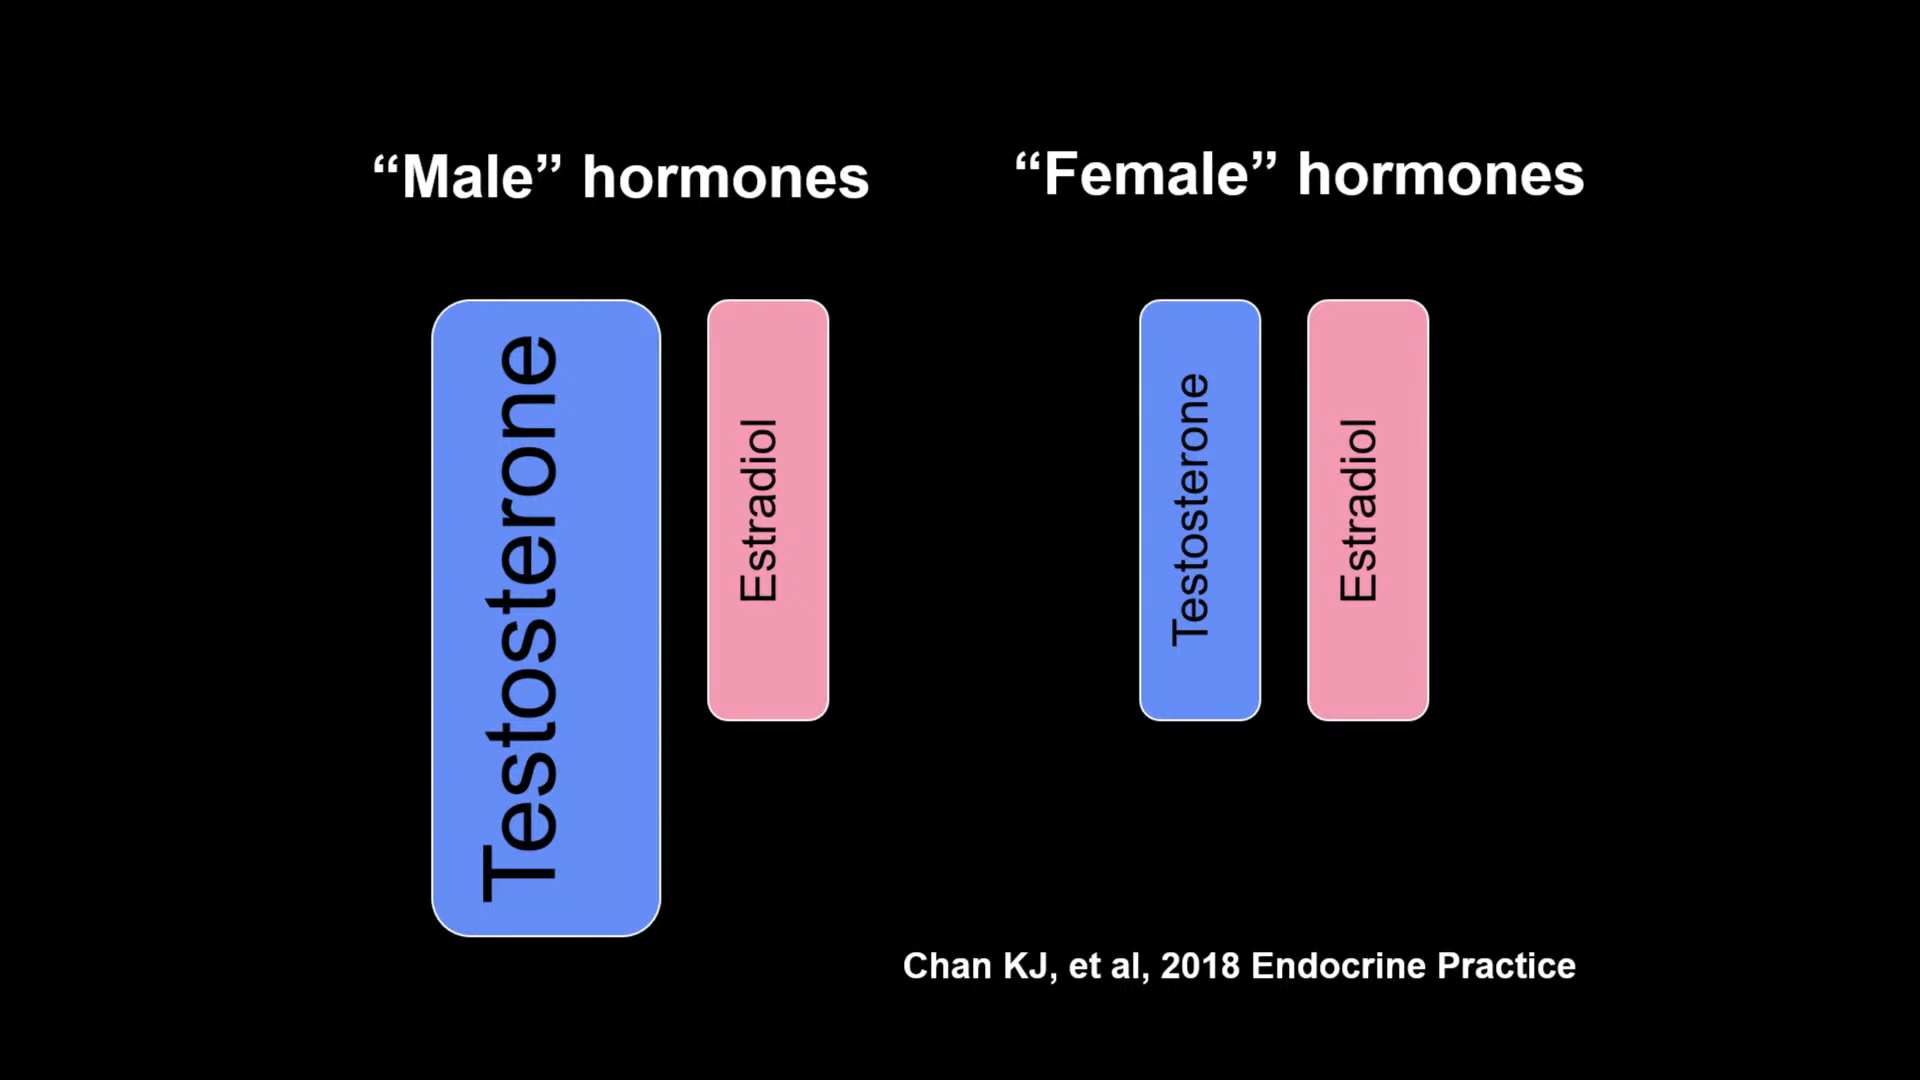 “Male” hormones
“Female” hormones
Testosterone
Estradiol
Testosterone
Estradiol
Chan KJ, et al, 2018 Endocrine Practice